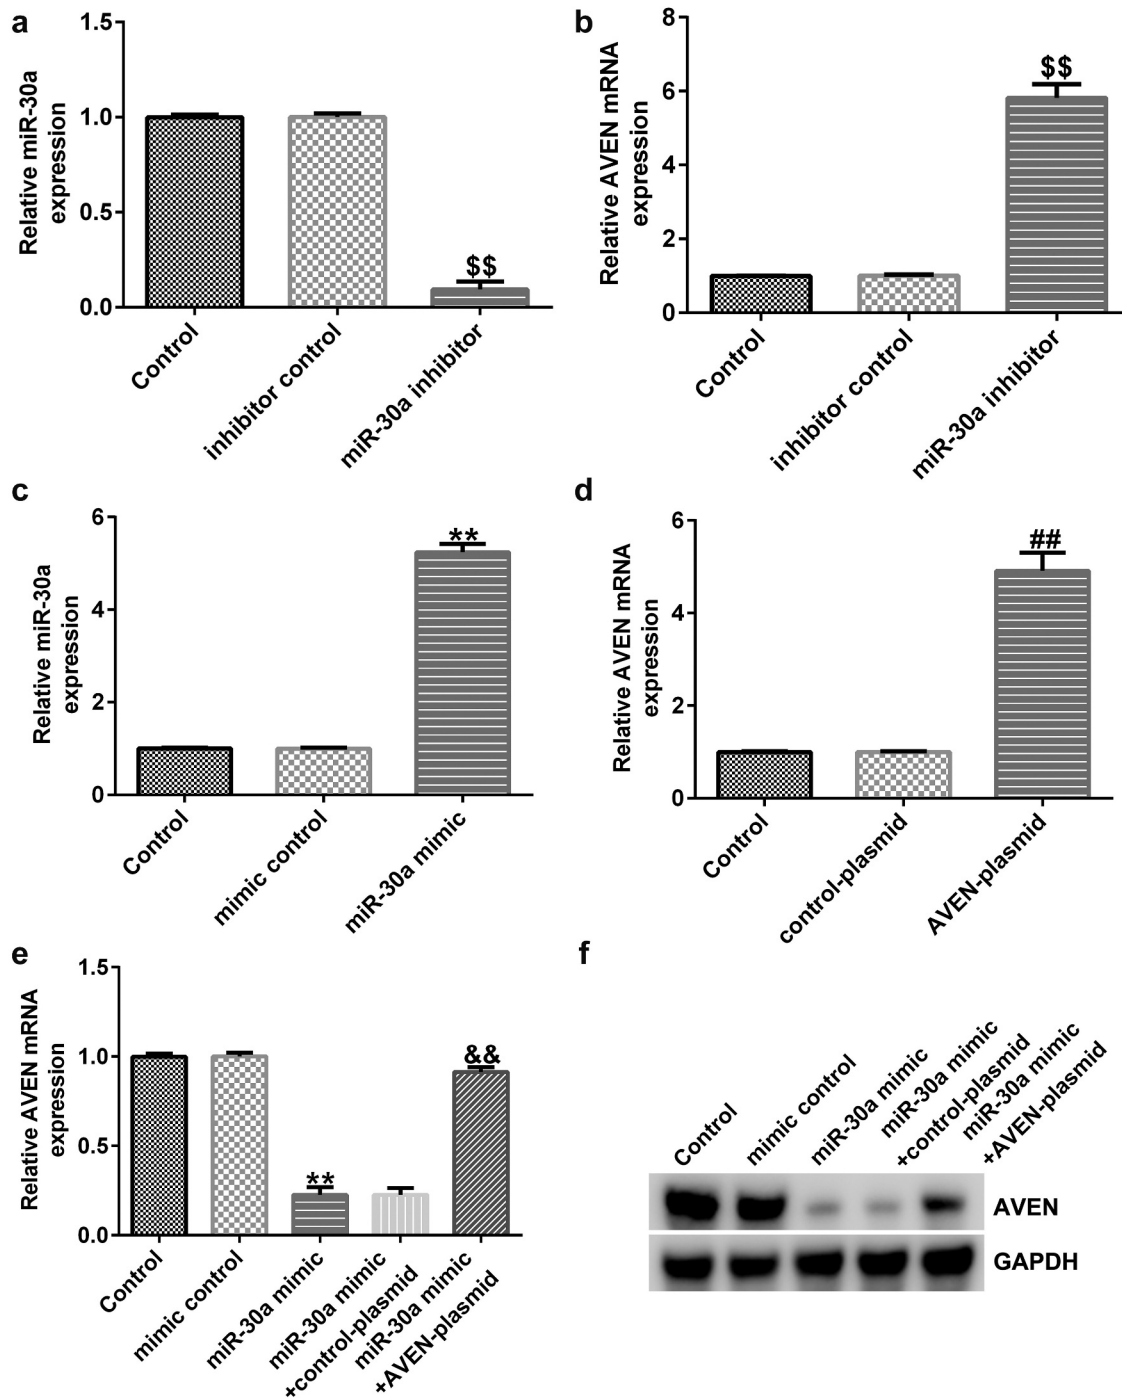 a
1.5
1.0
0.5
0.0
Relative miR-30a
expression
$$
Control
inhibitor control
miR-30a inhibitor
b
8
6
4
2
0
Relative AVEN mRNA
expression
$$
Control
inhibitor control
miR-30a inhibitor
c
6
4
2
0
Relative miR-30a
expression
**
Control
mimic control
miR-30a mimic
d
6
4
2
0
Relative AVEN mRNA
expression
##
Control
control-plasmid
AVEN-plasmid
e
1.5
1.0
0.5
0.0
Relative AVEN mRNA
expression
**
&&
Control
mimic control
miR-30a mimic
miR-30a mimic
+control-plasmid
miR-30a mimic
+AVEN-plasmid
f
Control
mimic control
miR-30a mimic
miR-30a mimic
+control-plasmid
miR-30a mimic
+AVEN-plasmid
AVEN
GAPDH